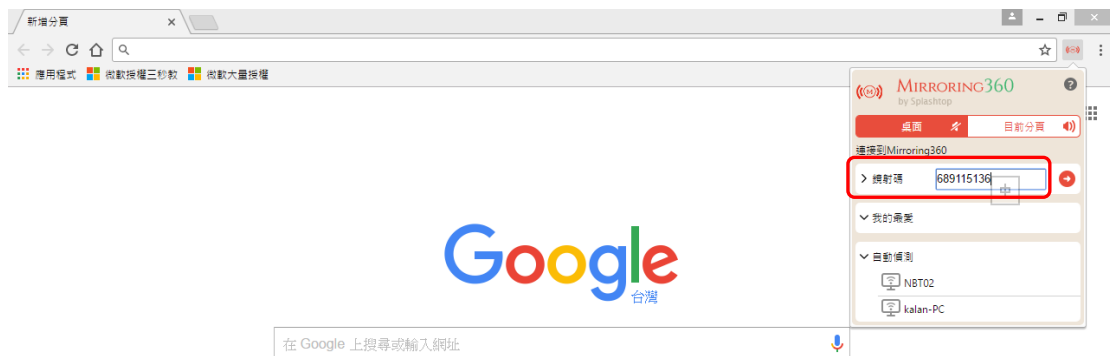 新增分頁
應用程式 微軟授權三秒教 微軟大量授權
MIRRORING360
by Splashtop
桌面 目前分頁
連接到Mirroring360
鏡射碼 689115136
中
我的最愛
自動偵測
NBT02
kalan-PC
Google
台灣
在 Google 上搜尋或輸入網址